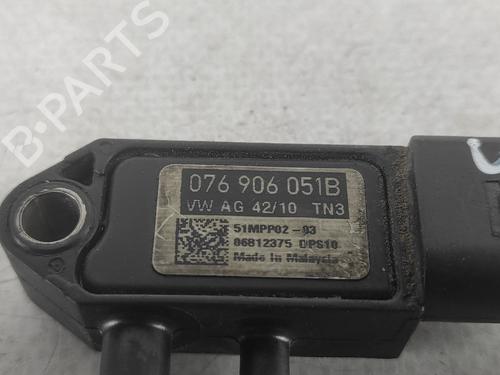 B-PARTS
076 906 051B
VW AG 42/10 TN3
51MPP02-03
06812375 DPS10
Made in Malaysia